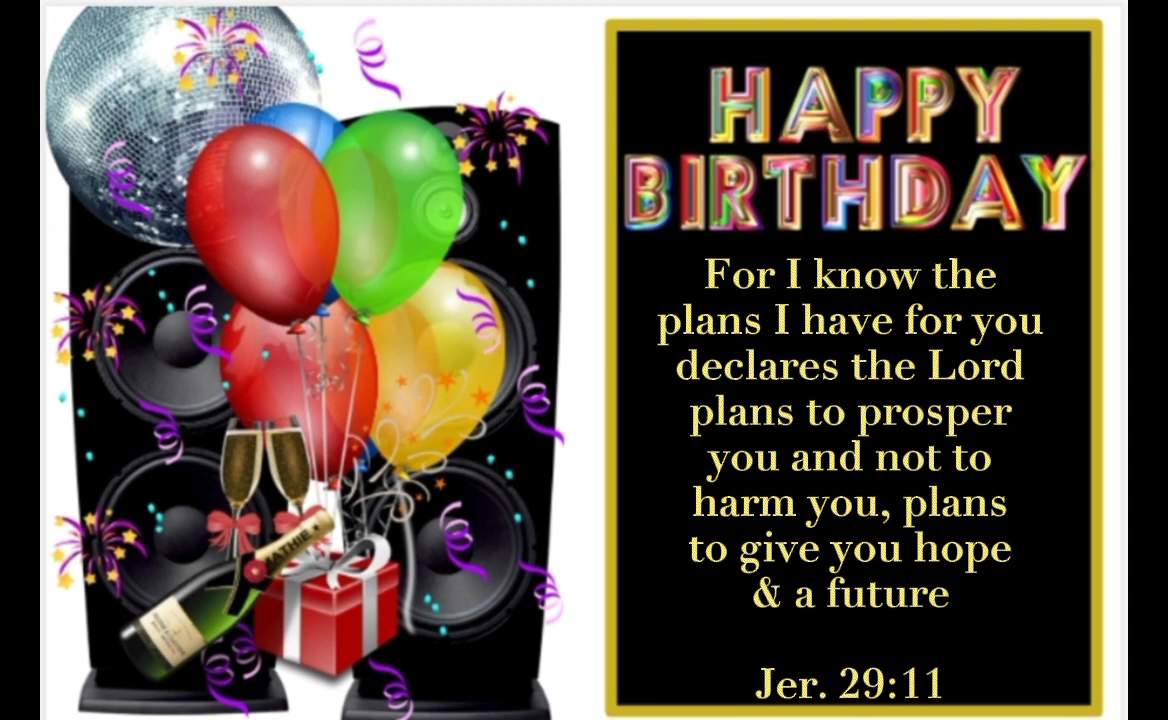 HAPPY
BIRTHDAY
For I know the
plans I have for you
declares the Lord
plans to prosper
you and not to
harm you, plans
to give you hope
& a future
Jer. 29:11